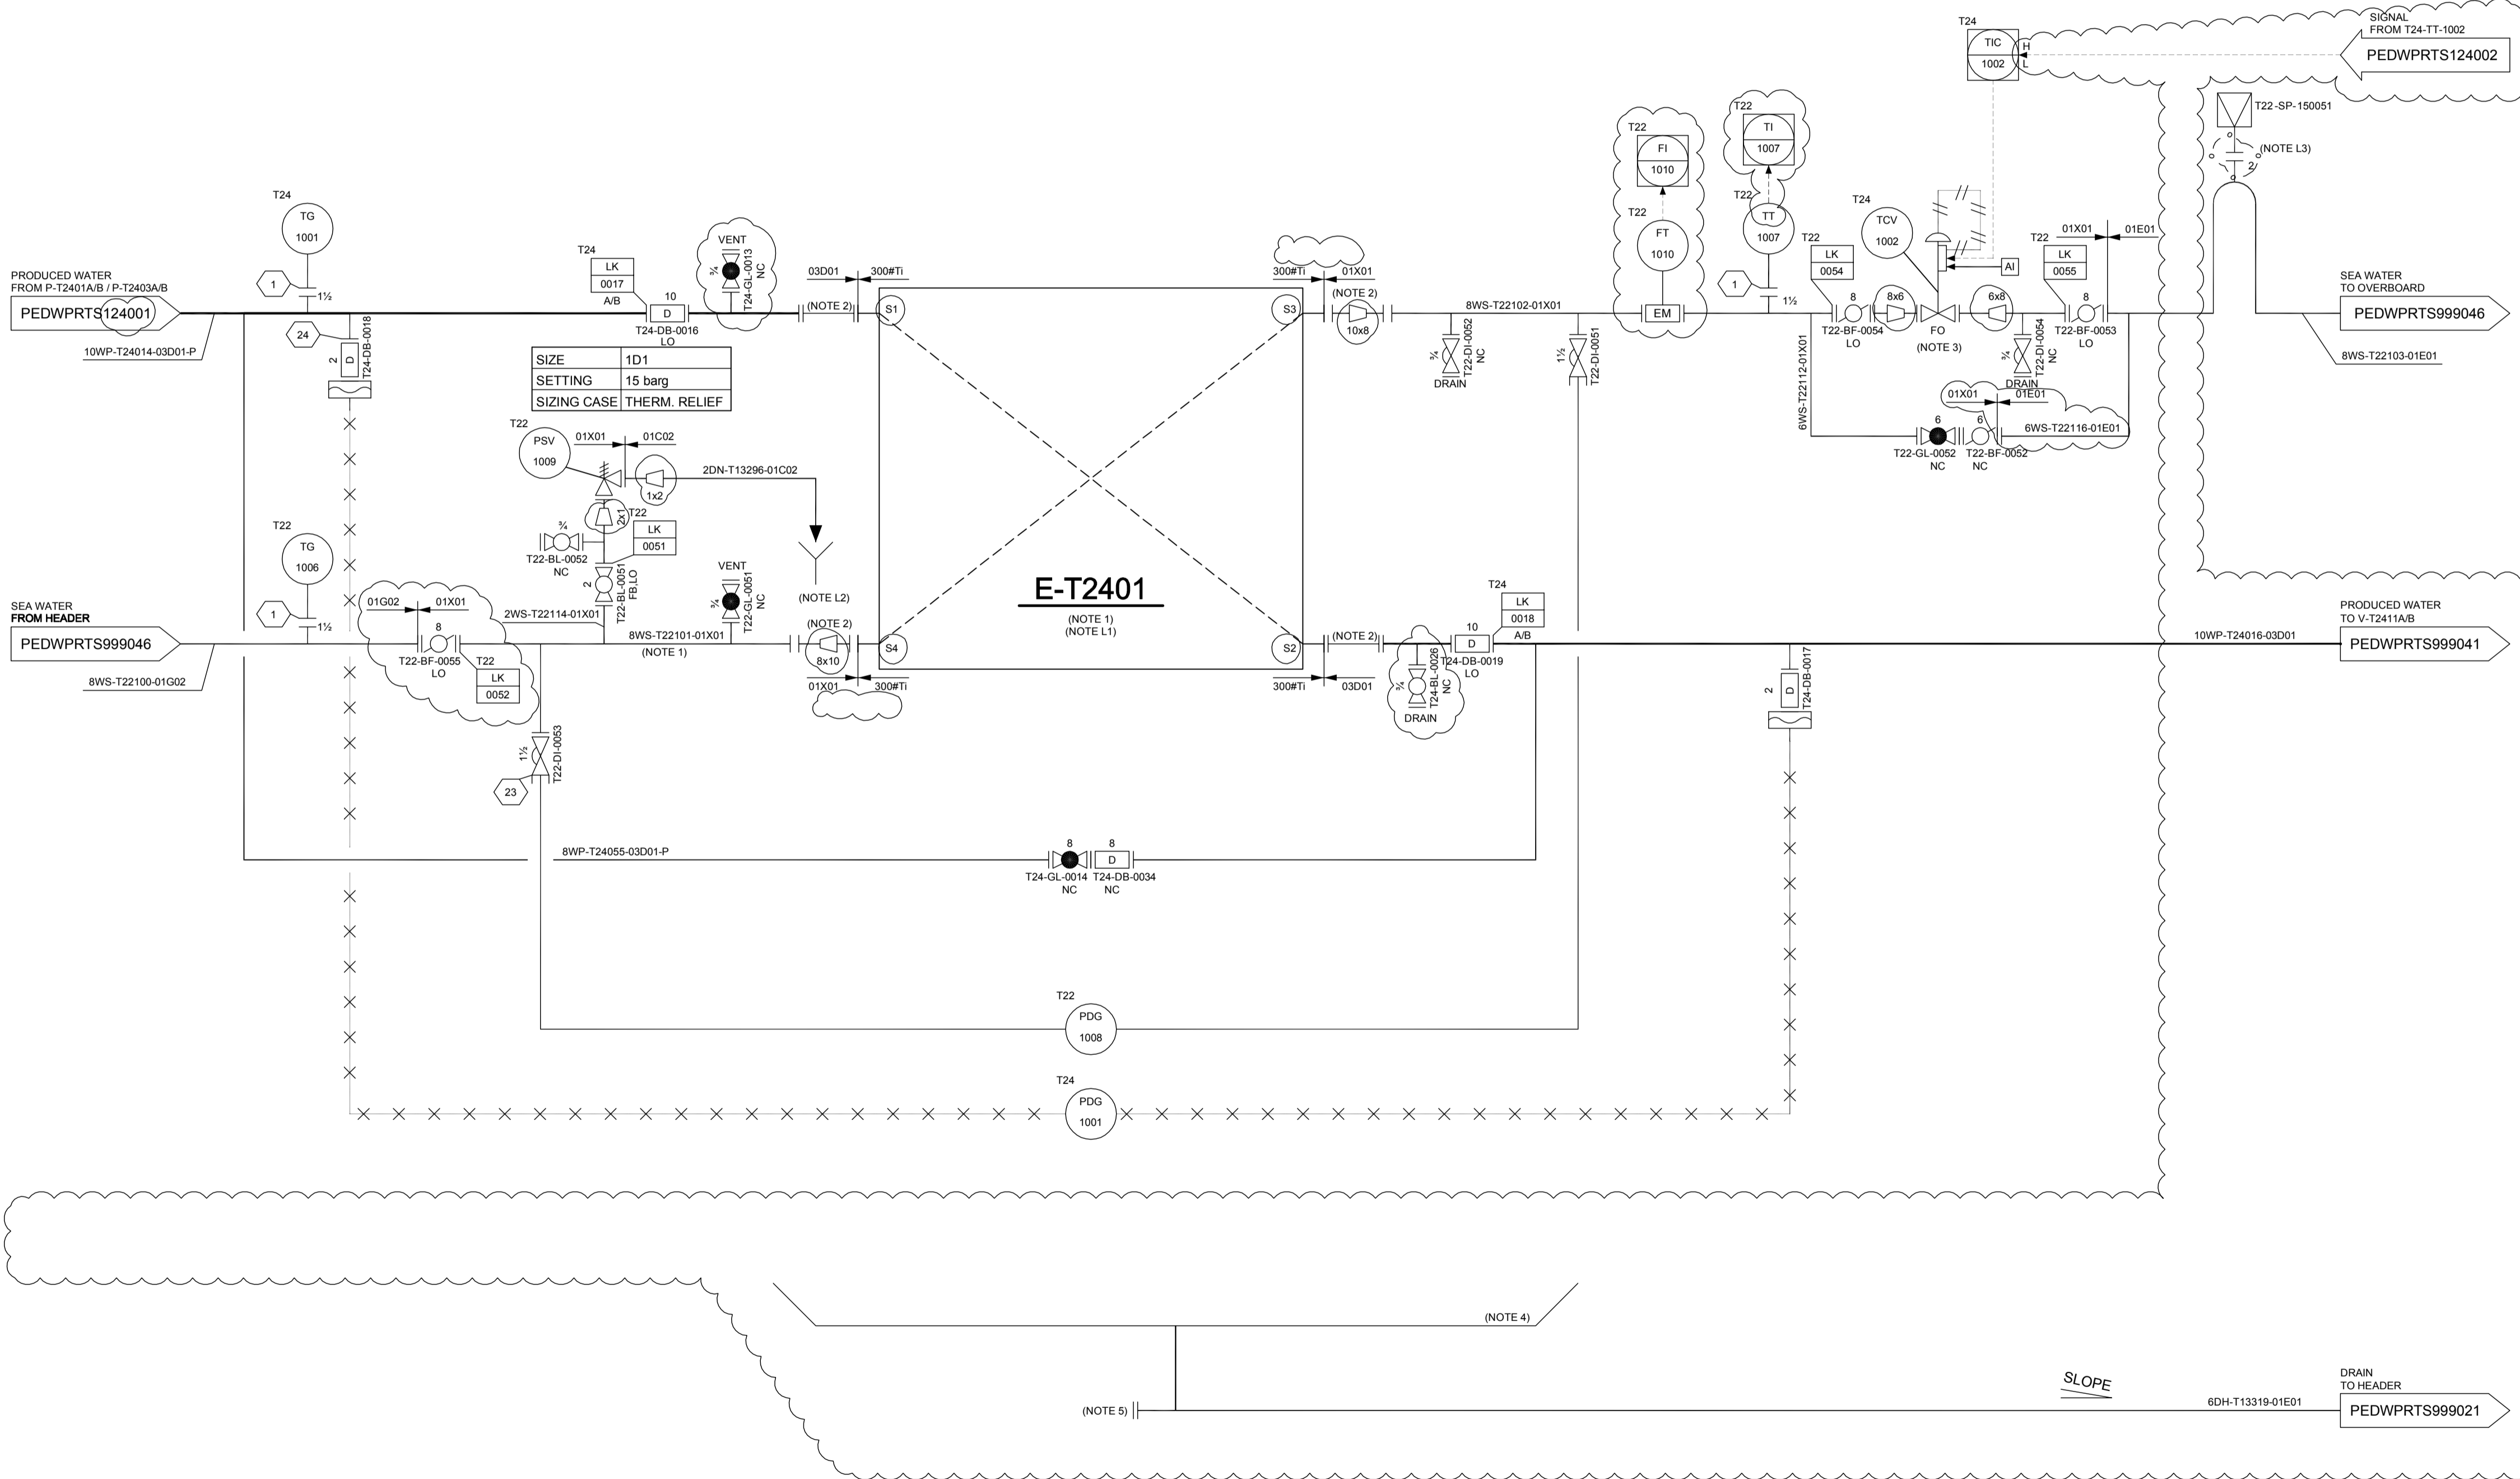 SIGNAL
FROM T24-TT-1002
PEDWPRTS124002
T24
TIC
1002
H
L
T22-SP-150051
(NOTE L3)
2
T22
TI
1007
T22
FI
1010
T22
TT
1007
T22
FT
1010
1
1½
T24
TCV
1002
AI
FO
(NOTE 3)
T22
LK
0054
8
T22-BF-0054
LO
8x6
6x8
T22
LK
0055
8
T22-BF-0053
LO
01X01
01E01
¾
T22-DI-0054
NC
DRAIN
01X01
01E01
6WS-T22112-01X01
6
T22-GL-0052
NC
6
T22-BF-0052
NC
6WS-T22116-01E01
SEA WATER
TO OVERBOARD
PEDWPRTS999046
8WS-T22103-01E01
T24
TG
1001
1
1½
PRODUCED WATER
FROM P-T2401A/B / P-T2403A/B
PEDWPRTS124001
10WP-T24014-03D01-P
24
2
D
T24-DB-0018
T24
LK
0017
A/B
10
D
T24-DB-0016
LO
VENT
¾
T24-GL-0013
NC
03D01
300#Ti
(NOTE 2)
S1
S3
300#Ti
01X01
(NOTE 2)
10x8
8WS-T22102-01X01
¾
T22-DI-0052
NC
DRAIN
1½
T22-DI-0051
EM
SIZE 1D1
SETTING 15 barg
SIZING CASE THERM. RELIEF
T22
PSV
1009
01X01
01C02
1x2
2DN-T13296-01C02
2x1
T22
LK
0051
¾
T22-BL-0052
NC
2
T22-BL-0051
FB,LO
2WS-T22114-01X01
VENT
¾
T22-GL-0051
NC
(NOTE L2)
(NOTE 2)
8x10
S4
S2
01X01
300#Ti
E-T2401
(NOTE 1)
(NOTE L1)
T22
TG
1006
1
1½
SEA WATER
FROM HEADER
PEDWPRTS999046
8WS-T22100-01G02
01G02
01X01
8
T22-BF-0055
LO
T22
LK
0052
8WS-T22101-01X01
(NOTE 1)
1½
T22-DI-0053
23
300#Ti
03D01
(NOTE 2)
¾
T24-BL-0026
NC
DRAIN
T24
LK
0018
A/B
10
D
T24-DB-0019
LO
2
D
T24-DB-0017
10WP-T24016-03D01
PRODUCED WATER
TO V-T2411A/B
PEDWPRTS999041
8WP-T24055-03D01-P
8
T24-GL-0014
NC
8
D
T24-DB-0034
NC
T22
PDG
1008
T24
PDG
1001
(NOTE 4)
(NOTE 5)
SLOPE
6DH-T13319-01E01
DRAIN
TO HEADER
PEDWPRTS999021